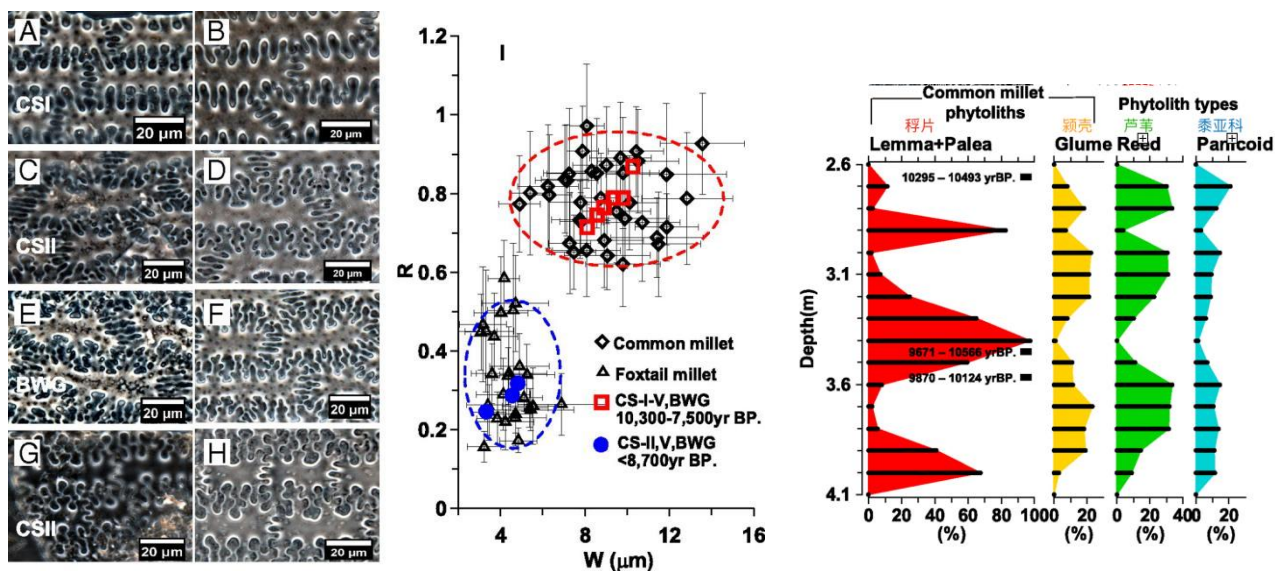 A
B
CSI
20 µm
20 µm
C
D
CSII
20 µm
20 µm
E
F
BWG
20 µm
20 µm
G
H
CSII
20 µm
20 µm
I
1.2
1
0.8
0.6
0.4
0.2
0
R
4
8
12
16
W (µm)
Common millet
Foxtail millet
CS-I-V,BWG
10,300-7,500yr BP.
CS-II,V,BWG
<8,700yr BP.
Common millet
phytoliths
Phytolith types
稃片
颖壳
芦苇
黍亚科
Lemma+Palea
Glume
Reed
Panicoid
10295 – 10493 yrBP.
9671 – 10566 yrBP.
9870 – 10124 yrBP.
Depth(m)
2.6
3.1
3.6
4.1
0 20 40 60 80 100
0 20
0 20 40
0 20 40
(%)
(%)
(%)
(%)